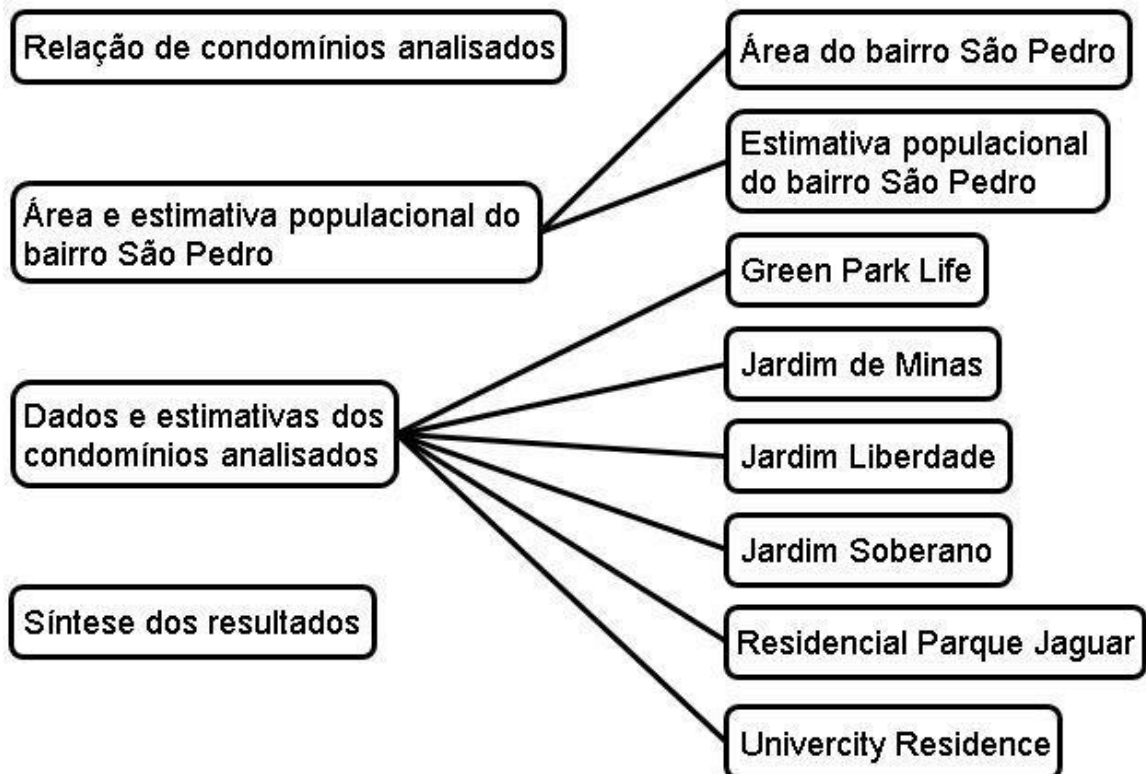 Relação de condomínios analisados
Área e estimativa populacional do
bairro São Pedro
Área do bairro São Pedro
Estimativa populacional
do bairro São Pedro
Dados e estimativas dos
condomínios analisados
Green Park Life
Jardim de Minas
Jardim Liberdade
Jardim Soberano
Residencial Parque Jaguar
Univercity Residence
Síntese dos resultados